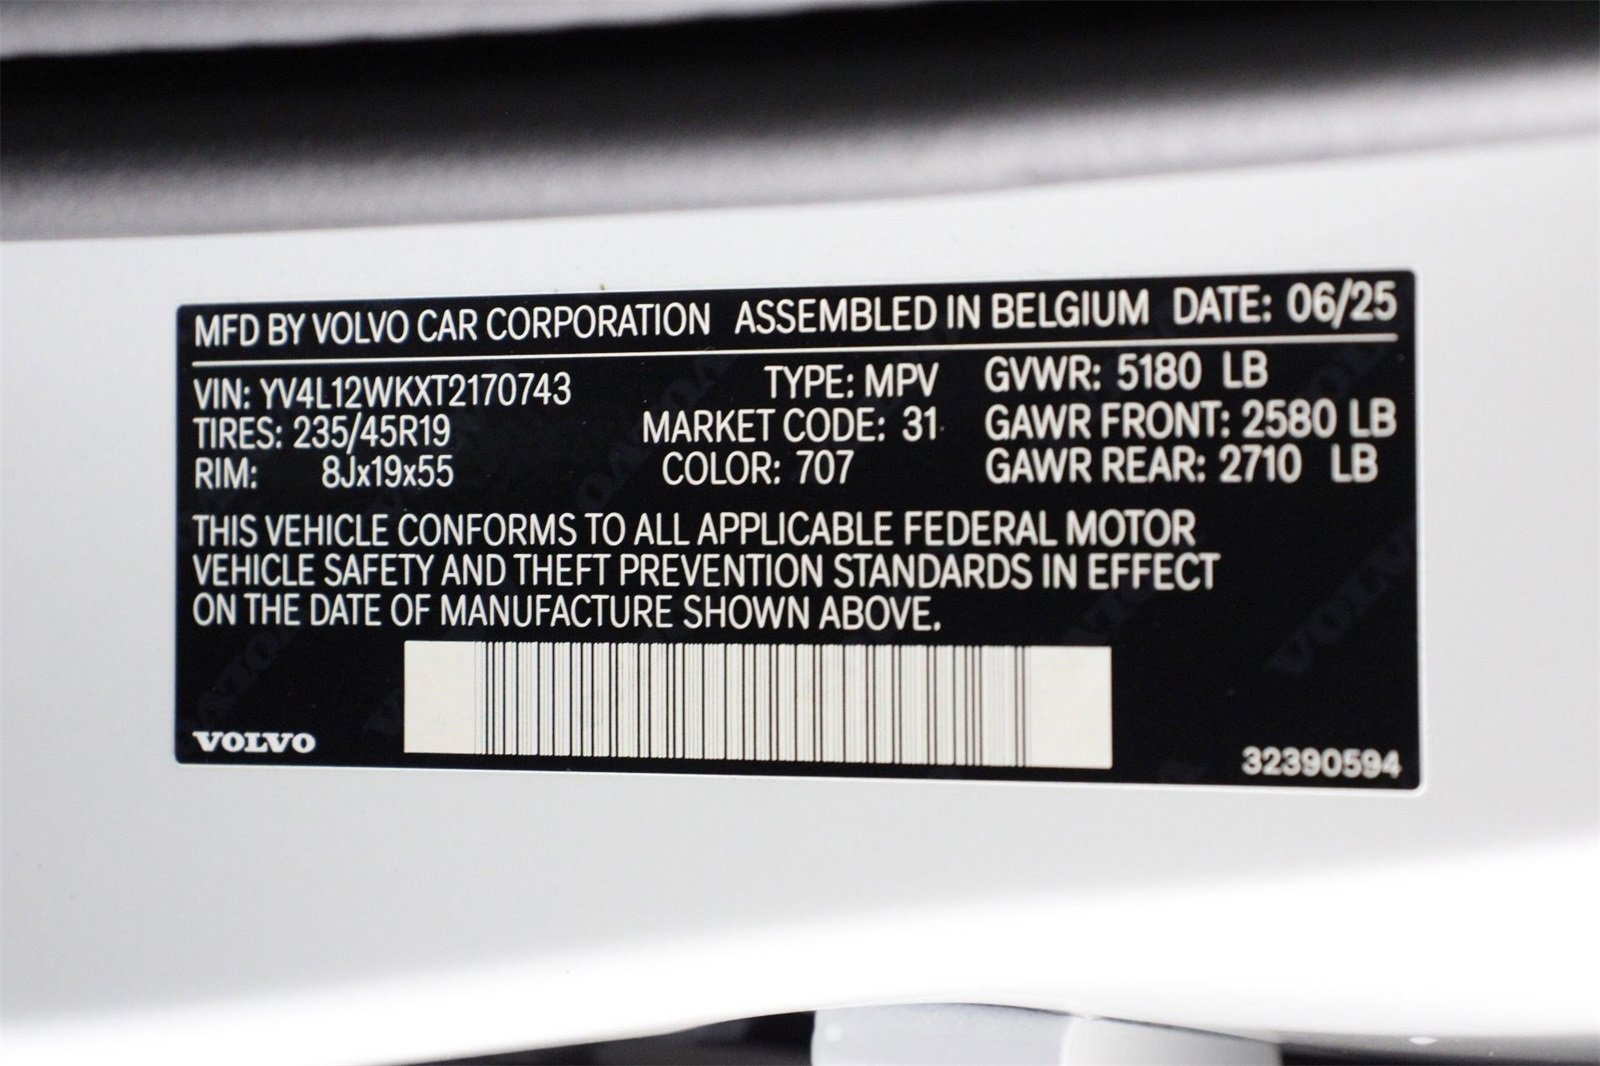 MFD BY VOLVO CAR CORPORATION ASSEMBLED IN BELGIUM DATE: 06/25
VIN: YV4L12WKXT2170743 TYPE: MPV GVWR: 5180 LB
TIRES: 235/45R19 MARKET CODE: 31 GAWR FRONT: 2580 LB
RIM: 8Jx19x55 COLOR: 707 GAWR REAR: 2710 LB
THIS VEHICLE CONFORMS TO ALL APPLICABLE FEDERAL MOTOR
VEHICLE SAFETY AND THEFT PREVENTION STANDARDS IN EFFECT
ON THE DATE OF MANUFACTURE SHOWN ABOVE.
VOLVO 32390594